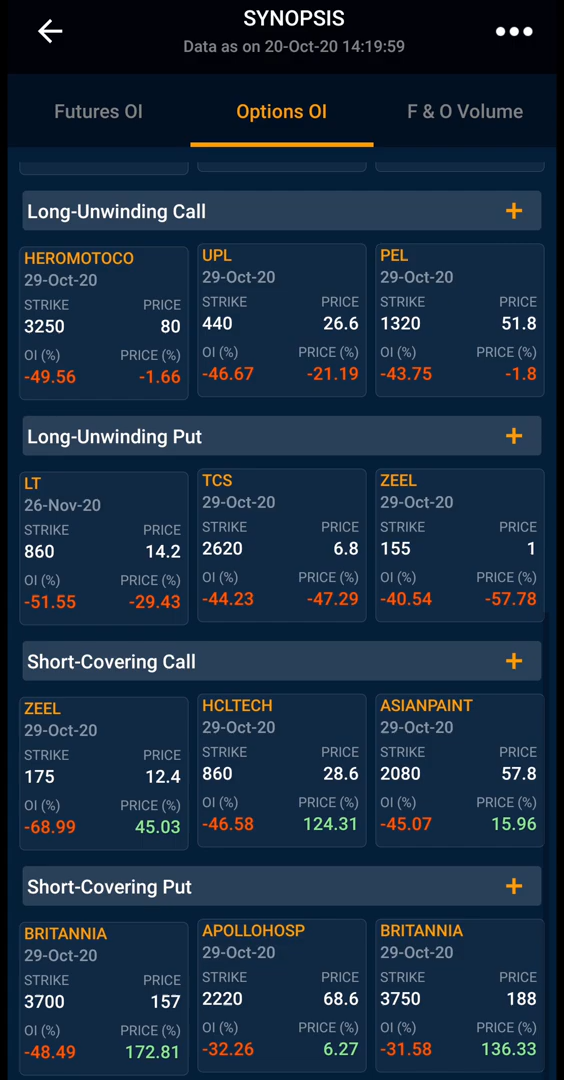 SYNOPSIS
Data as on 20-Oct-20 14:19:59
Futures OI Options OI F & O Volume
Long-Unwinding Call +
HEROMOTOCO UPL PEL
29-Oct-20 29-Oct-20 29-Oct-20
STRIKE PRICE STRIKE PRICE STRIKE PRICE
3250 80 440 26.6 1320 51.8
OI (%) PRICE (%) OI (%) PRICE (%) OI (%) PRICE (%)
-49.56 -1.66 -46.67 -21.19 -43.75 -1.8
Long-Unwinding Put +
LT TCS ZEEL
26-Nov-20 29-Oct-20 29-Oct-20
STRIKE PRICE STRIKE PRICE STRIKE PRICE
860 14.2 2620 6.8 155 1
OI (%) PRICE (%) OI (%) PRICE (%) OI (%) PRICE (%)
-51.55 -29.43 -44.23 -47.29 -40.54 -57.78
Short-Covering Call +
ZEEL HCLTECH ASIANPAINT
29-Oct-20 29-Oct-20 29-Oct-20
STRIKE PRICE STRIKE PRICE STRIKE PRICE
175 12.4 860 28.6 2080 57.8
OI (%) PRICE (%) OI (%) PRICE (%) OI (%) PRICE (%)
-68.99 45.03 -46.58 124.31 -45.07 15.96
Short-Covering Put +
BRITANNIA APOLLOHOSP BRITANNIA
29-Oct-20 29-Oct-20 29-Oct-20
STRIKE PRICE STRIKE PRICE STRIKE PRICE
3700 157 2220 68.6 3750 188
OI (%) PRICE (%) OI (%) PRICE (%) OI (%) PRICE (%)
-48.49 172.81 -32.26 6.27 -31.58 136.33